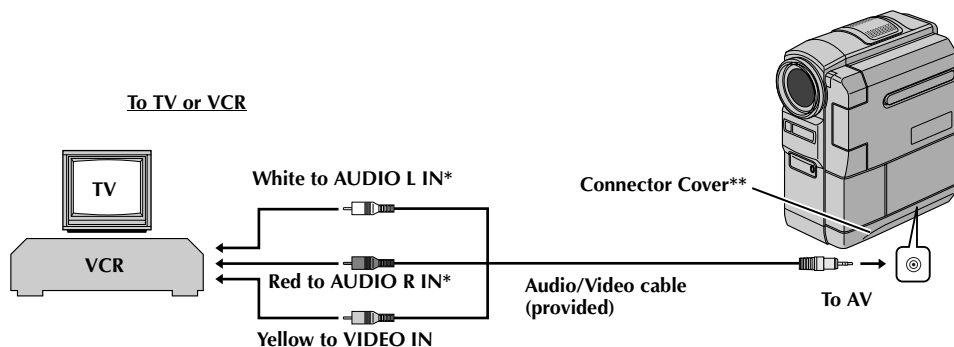 To TV or VCR
TV
VCR
White to AUDIO L IN*
Red to AUDIO R IN*
Yellow to VIDEO IN
Audio/Video cable
(provided)
Connector Cover**
To AV